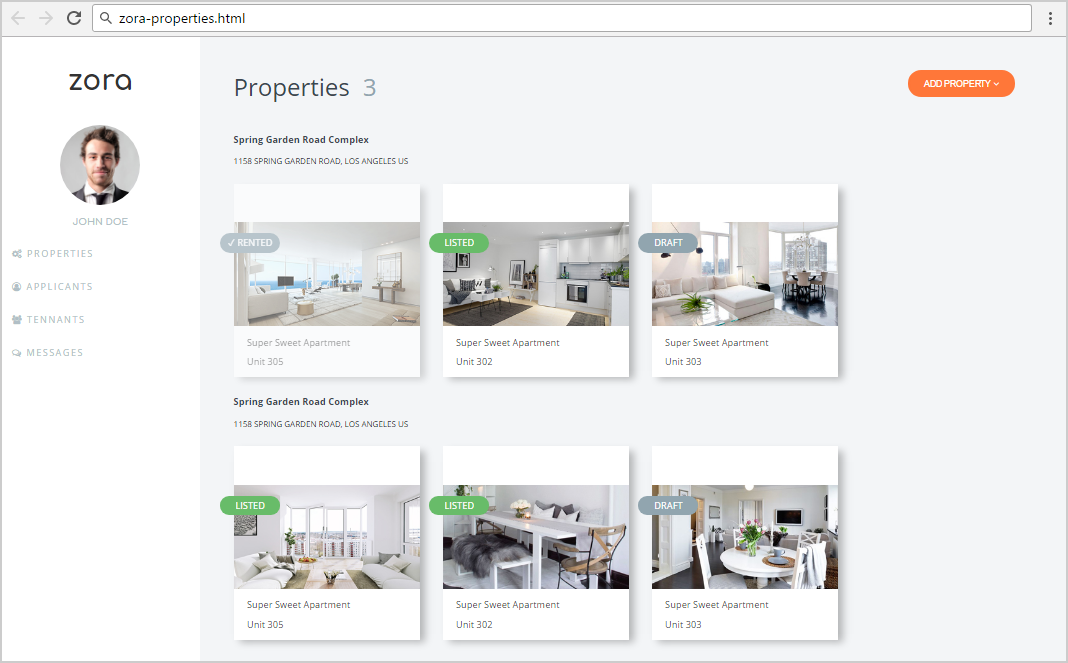 zora-properties.html
zora
JOHN DOE
PROPERTIES
APPLICANTS
TENNANTS
MESSAGES
Properties 3
ADD PROPERTY
Spring Garden Road Complex
1158 SPRING GARDEN ROAD, LOS ANGELES US
✓ RENTED
LISTED
DRAFT
Super Sweet Apartment
Unit 305
Super Sweet Apartment
Unit 302
Super Sweet Apartment
Unit 303
Spring Garden Road Complex
1158 SPRING GARDEN ROAD, LOS ANGELES US
LISTED
LISTED
DRAFT
Super Sweet Apartment
Unit 305
Super Sweet Apartment
Unit 302
Super Sweet Apartment
Unit 303